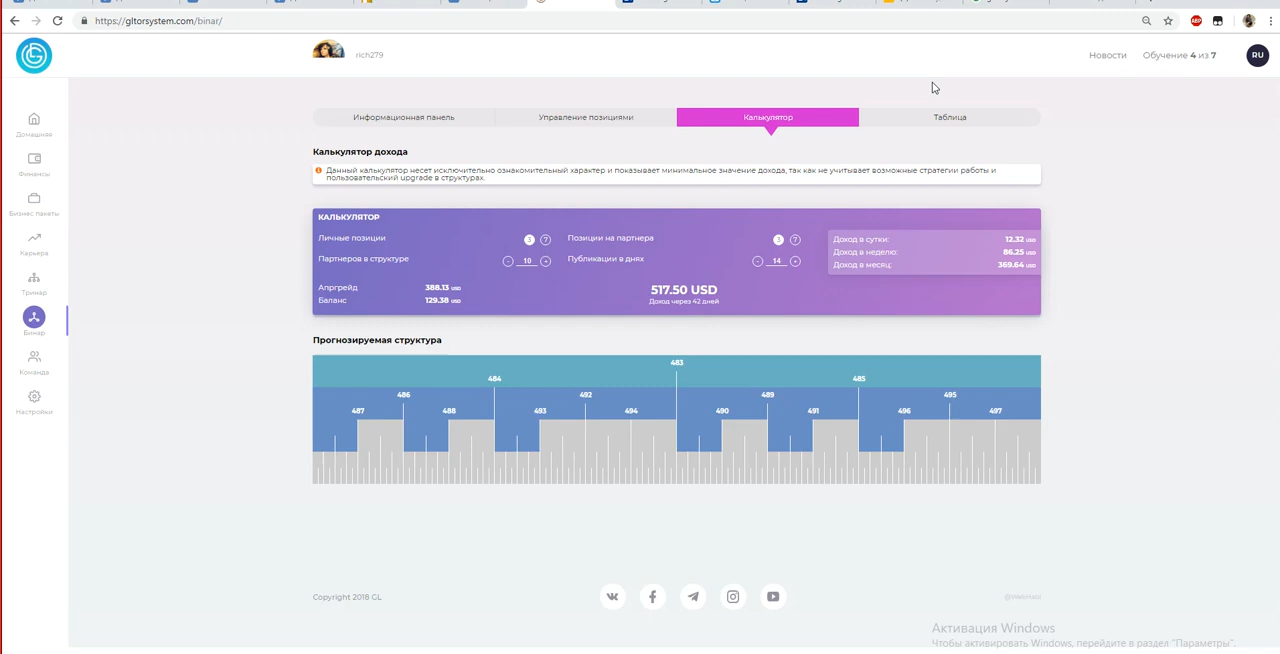 https://gltorsystem.com/binar/
ABP
rich279
Новости
Обучение 4 из 7
RU
Домашняя
Финансы
Бизнес пакеты
Карьера
Тринар
Бинар
Команда
Настройки
Информационная панель
Управление позициями
Калькулятор
Таблица
Калькулятор дохода
Данный калькулятор несет исключительно ознакомительный характер и показывает минимальное значение дохода, так как не учитывает возможные стратегии работы и
пользовательский upgrade в структурах.
КАЛЬКУЛЯТОР
Личные позиции 3 ?
Позиции на партнера 3 ?
Партнеров в структуре - 10 +
Публикации в днях - 14 +
Доход в сутки: 12.32 USD
Доход в неделю: 86.25 USD
Доход в месяц: 369.64 USD
Апргрейд 388.13 USD
Баланс 129.38 USD
517.50 USD
Доход через 42 дней
Прогнозируемая структура
483
484 485
486 492 489 495
487 488 493 494 490 491 496 497
Copyright 2018 GL
Активация Windows
Чтобы активировать Windows, перейдите в раздел "Параметры".